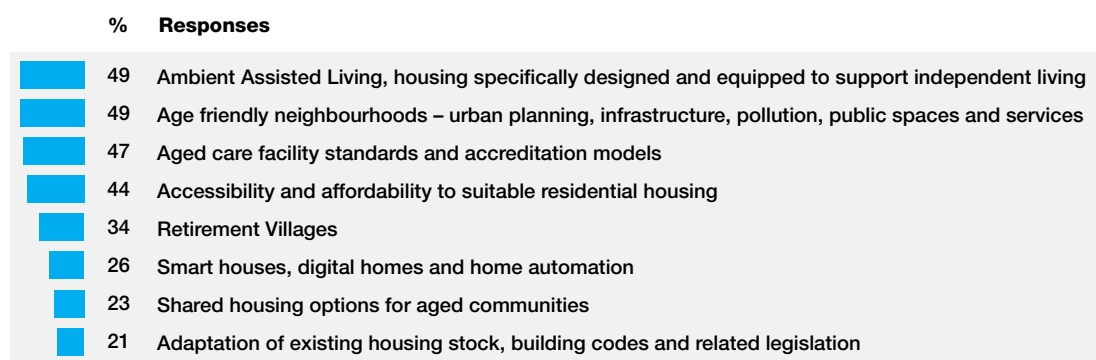 % Responses
49 Ambient Assisted Living, housing specifically designed and equipped to support independent living
49 Age friendly neighbourhoods – urban planning, infrastructure, pollution, public spaces and services
47 Aged care facility standards and accreditation models
44 Accessibility and affordability to suitable residential housing
34 Retirement Villages
26 Smart houses, digital homes and home automation
23 Shared housing options for aged communities
21 Adaptation of existing housing stock, building codes and related legislation